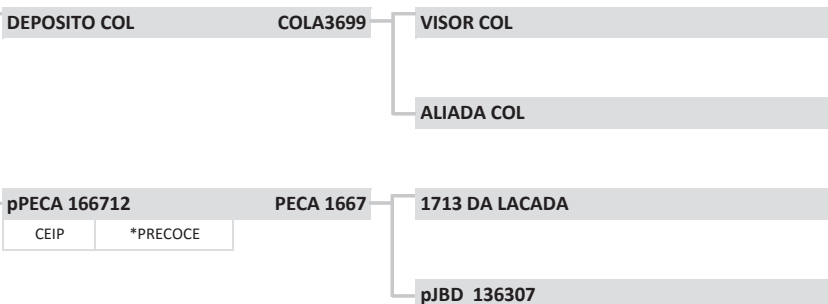 DEPOSITO COL COLA3699 VISOR COL
ALIADA COL
pPECA 166712 PECA 1667 1713 DA LACADA
CEIP *PRECOCE
pJBD 136307